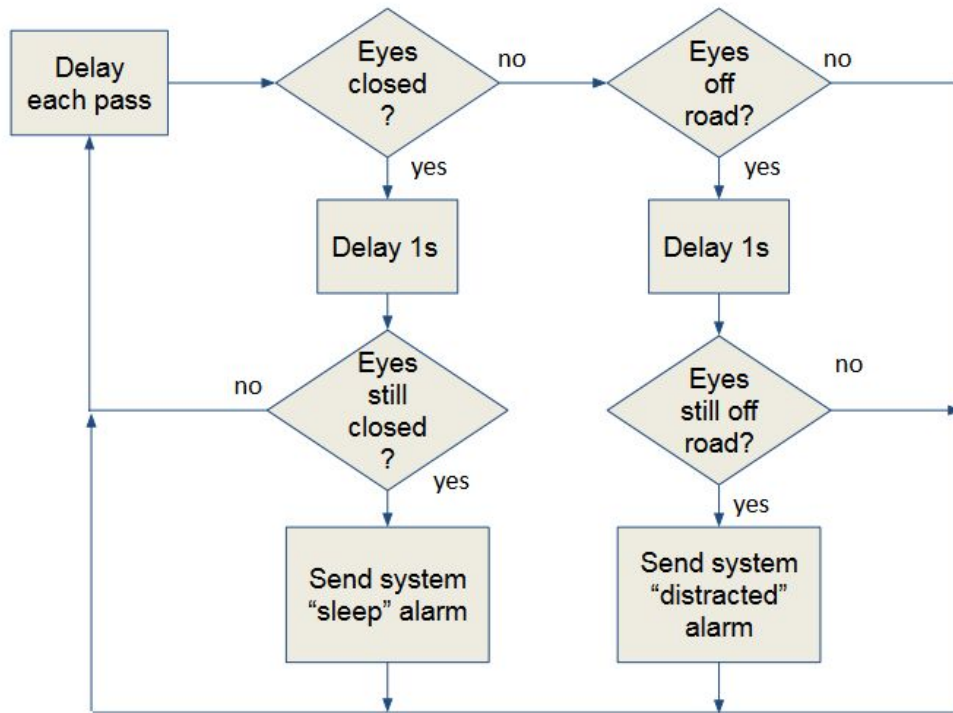 Delay
each pass
Eyes
closed
?
no
Eyes
off
road?
no
yes
yes
Delay 1s
Delay 1s
Eyes
still
closed
?
no
Eyes
still off
road?
no
yes
yes
Send system
“sleep” alarm
Send system
“distracted”
alarm